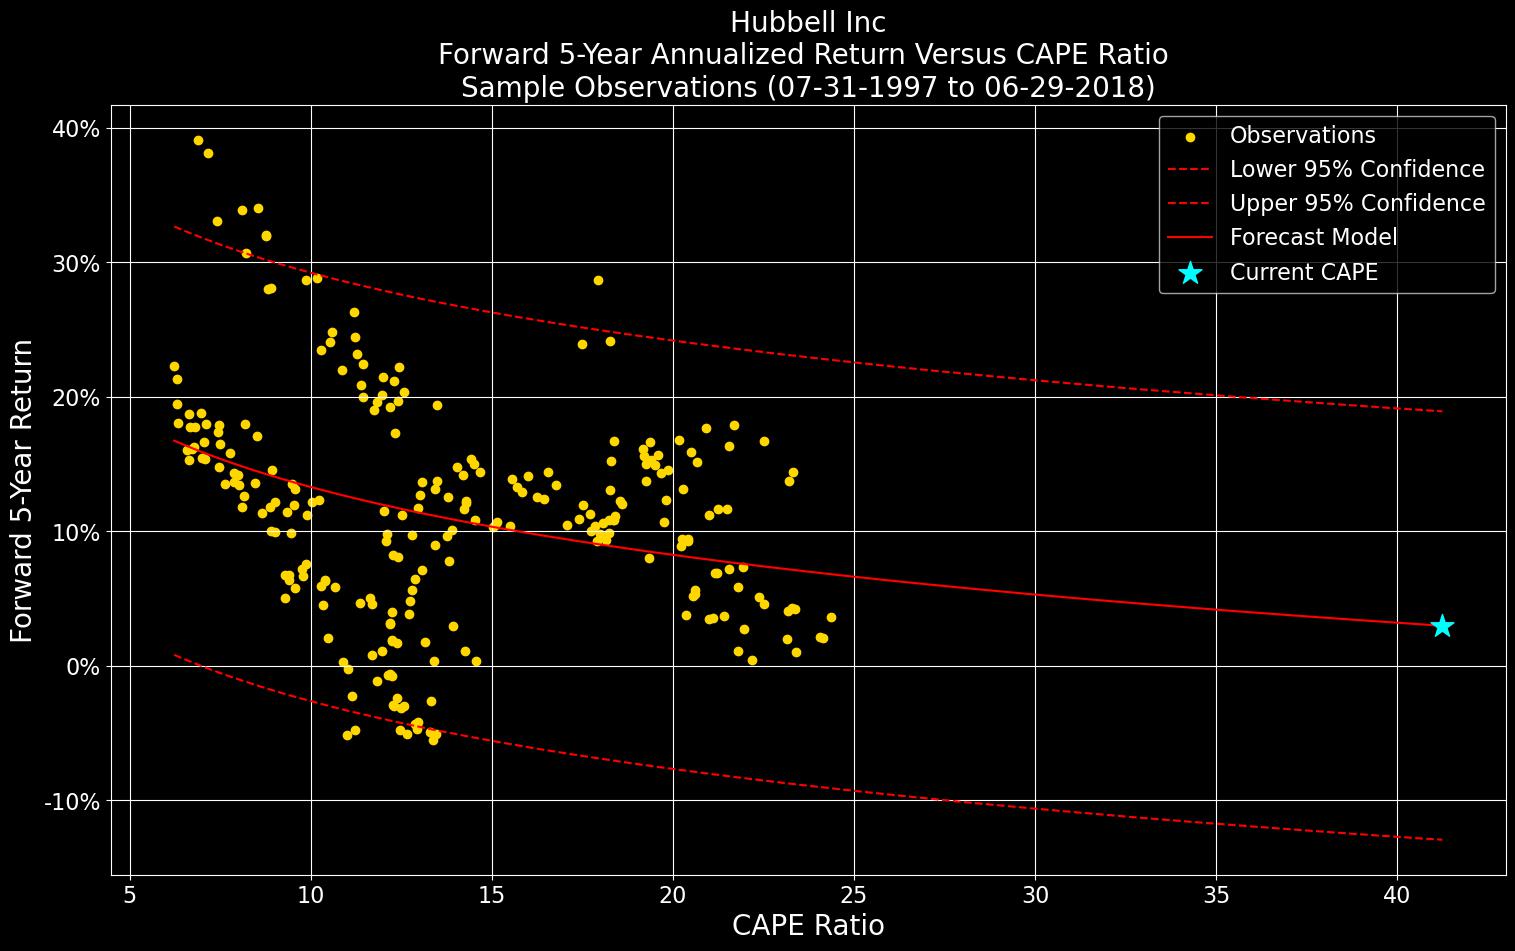 Hubbell Inc
Forward 5-Year Annualized Return Versus CAPE Ratio
Sample Observations (07-31-1997 to 06-29-2018)
Forward 5-Year Return
40%
30%
20%
10%
0%
-10%
Observations
Lower 95% Confidence
Upper 95% Confidence
Forecast Model
Current CAPE
5 10 15 20 25 30 35 40
CAPE Ratio